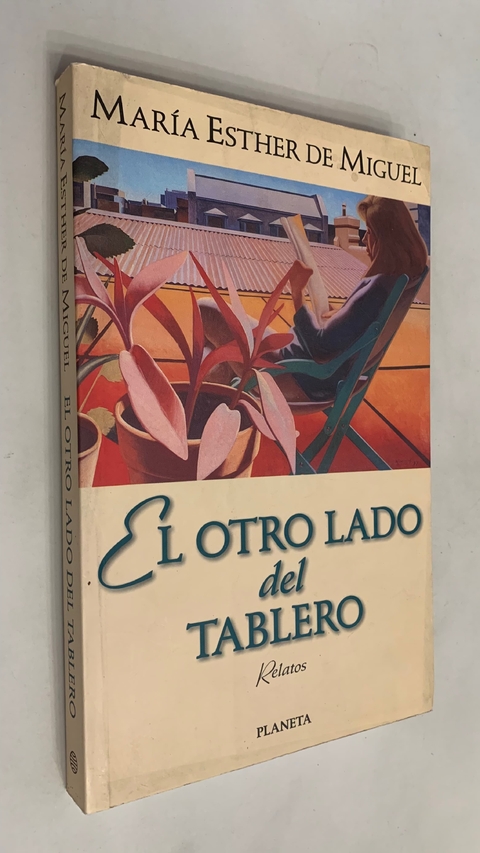 MARÍA ESTHER DE MIGUEL
EL OTRO LADO
del
TABLERO
Relatos
PLANETA
MARÍA ESTHER DE MIGUEL EL OTRO LADO DEL TABLERO